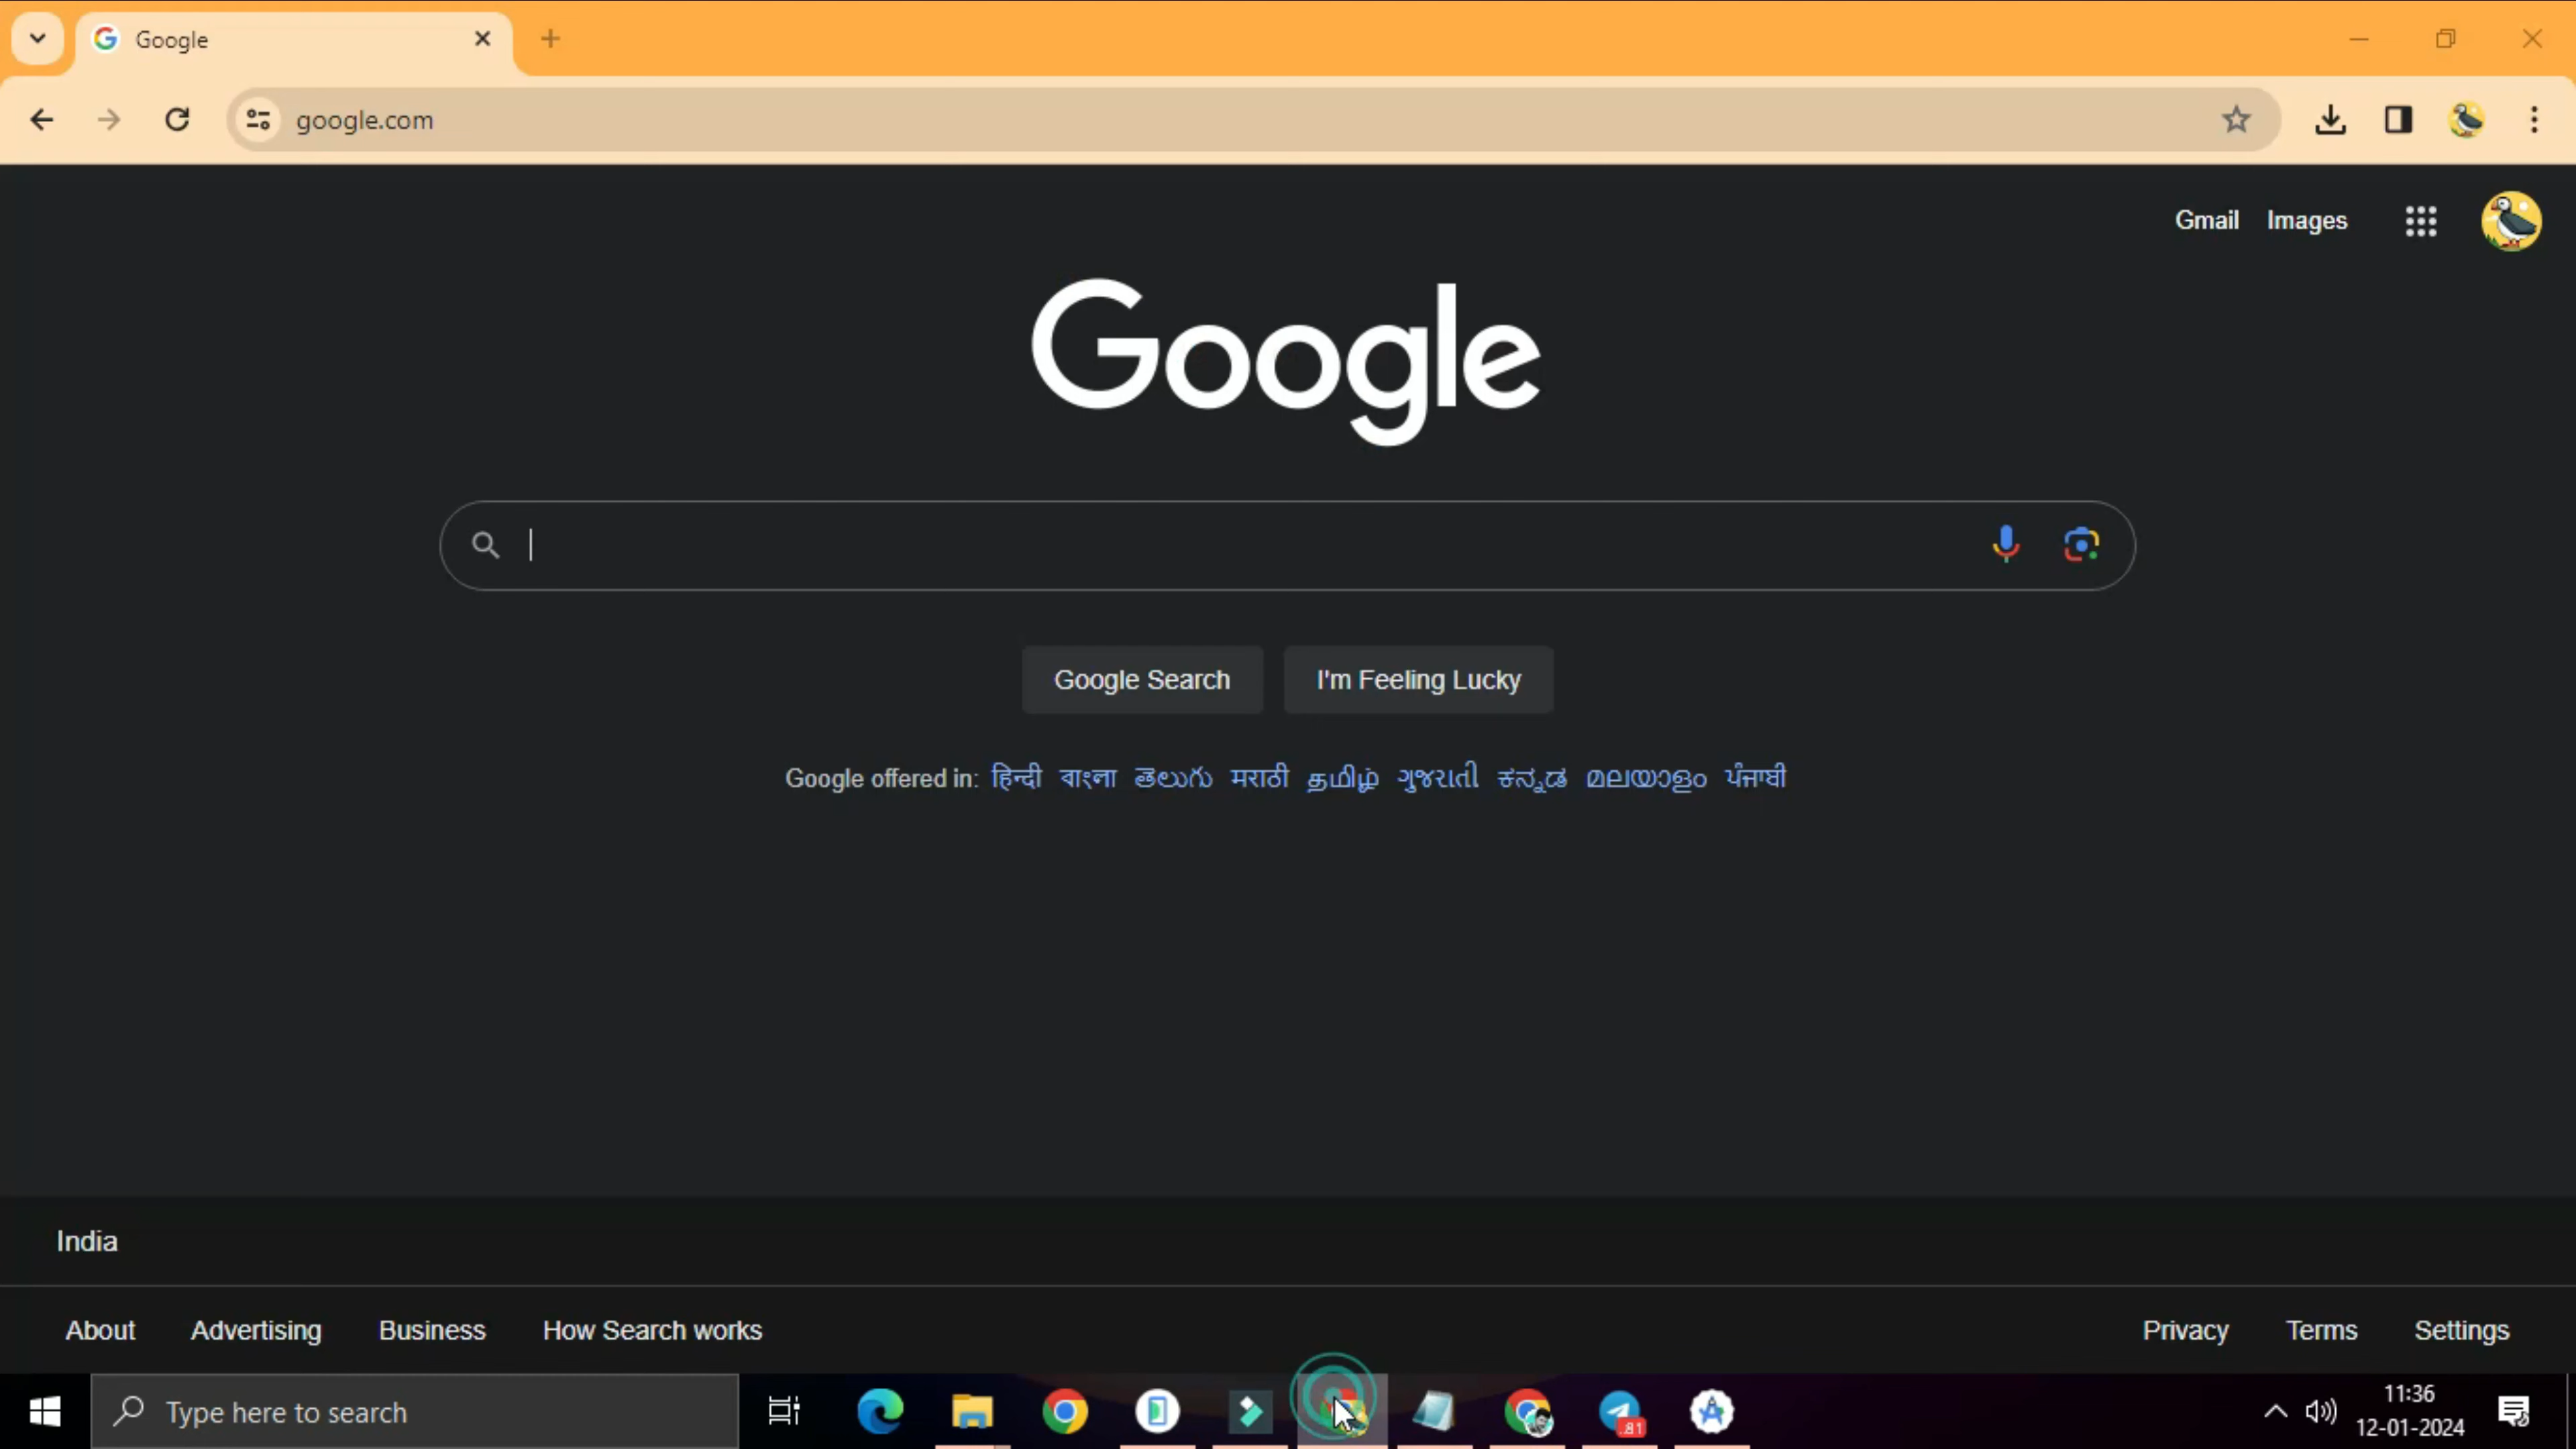 Google
google.com
Gmail Images
Google
Google Search I'm Feeling Lucky
Google offered in: हिन्दी বাংলা తెలుగు मराठी தமிழ் ગુજરાતી ಕನ್ನಡ മലയാളം ਪੰਜਾਬੀ
India
About Advertising Business How Search works Privacy Terms Settings
Type here to search
.81
11:36
12-01-2024